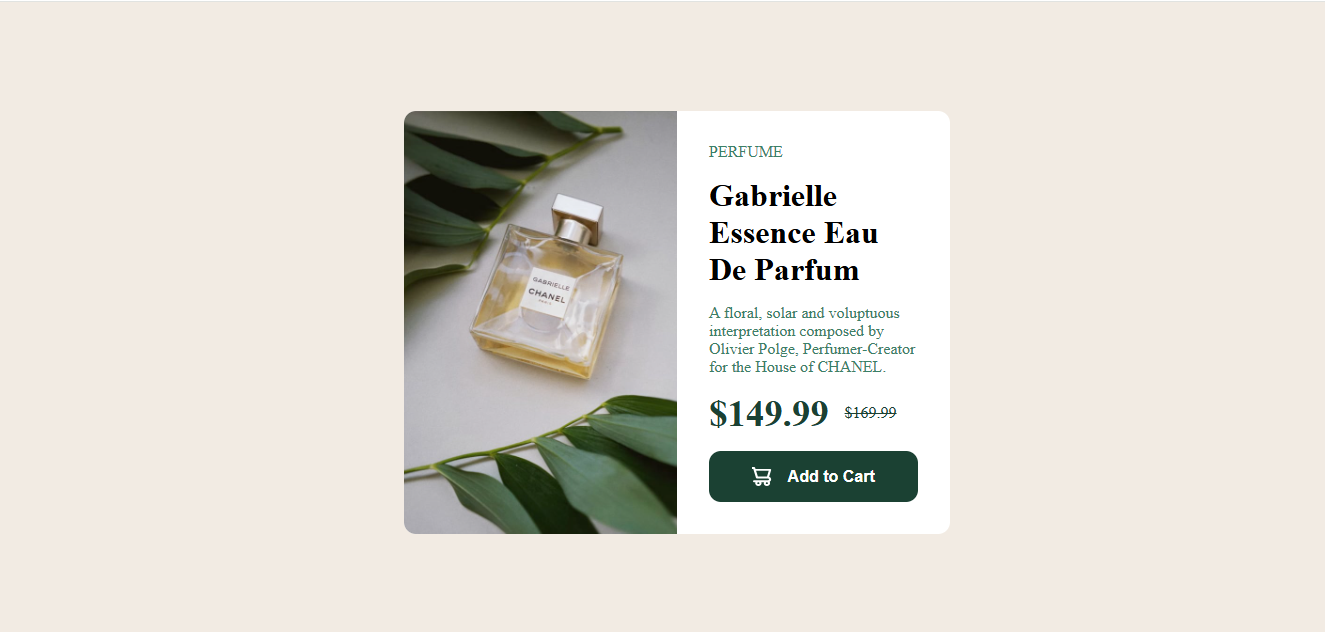 GABRIELLE
CHANEL
PARIS
PERFUME
Gabrielle
Essence Eau
De Parfum
A floral, solar and voluptuous
interpretation composed by
Olivier Polge, Perfumer-Creator
for the House of CHANEL.
$149.99 $169.99
Add to Cart